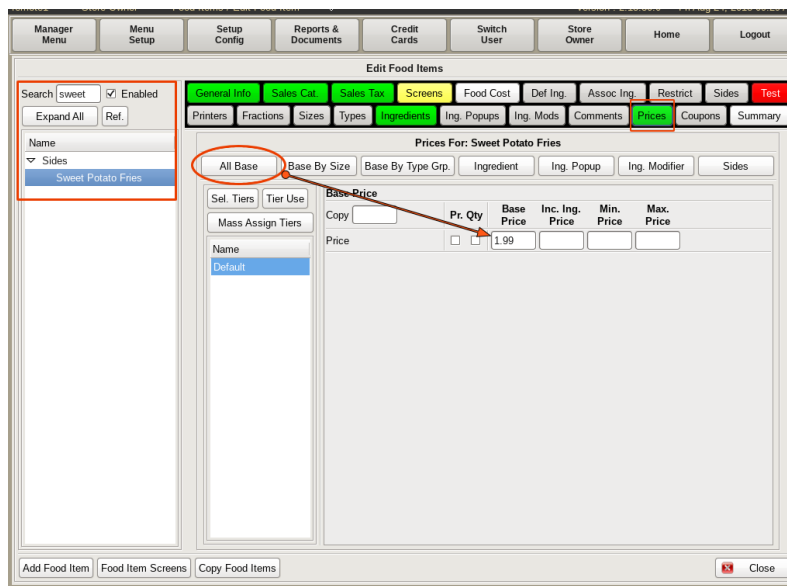 Manager Menu Setup Reports & Credit Switch Store Home Logout
Menu Setup Config Documents Cards User Owner
Edit Food Items
Search sweet Enabled
General Info Sales Cat. Sales Tax Screens Food Cost Def Ing. Assoc Ing. Restrict Sides Test
Expand All Ref.
Printers Fractions Sizes Types Ingredients Ing. Popups Ing. Mods Comments Prices Coupons Summary
Name
Prices For: Sweet Potato Fries
Sides
All Base Base By Size Base By Type Grp. Ingredient Ing. Popup Ing. Modifier Sides
Sweet Potato Fries
Sel. Tiers Tier Use
Base Price
Copy Pr. Qty Base Inc. Ing. Min. Max.
Price Price Price Price
Mass Assign Tiers
Price 1.99
Name
Default
Add Food Item Food Item Screens Copy Food Items Close